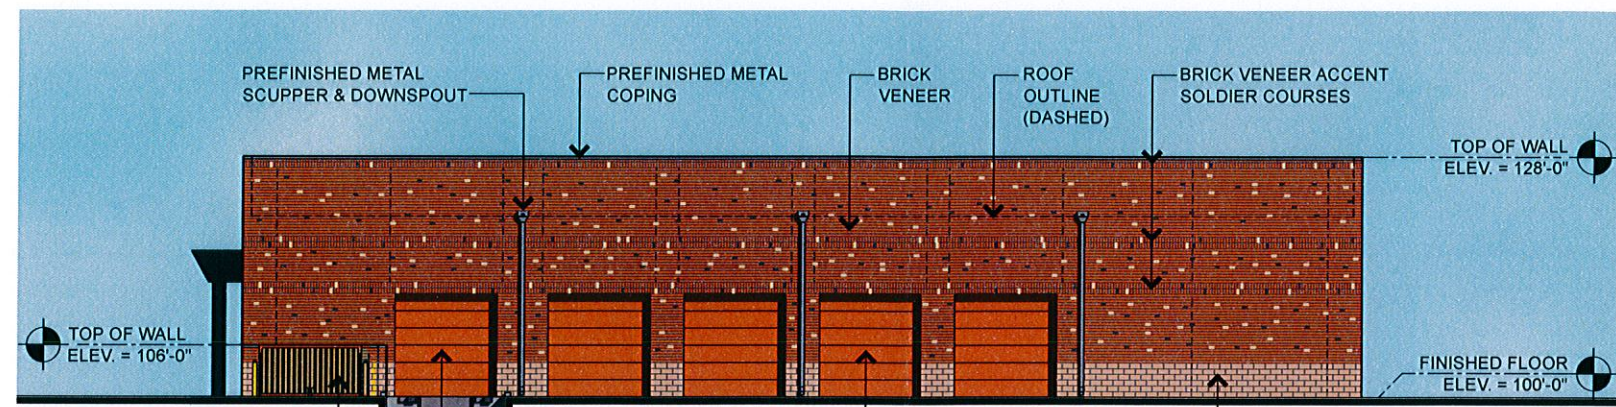 PREFINISHED METAL
SCUPPER & DOWNSPOUT
PREFINISHED METAL
COPING
BRICK
VENEER
ROOF
OUTLINE
(DASHED)
BRICK VENEER ACCENT
SOLDIER COURSES
TOP OF WALL
ELEV. = 128'-0"
TOP OF WALL
ELEV. = 106'-0"
FINISHED FLOOR
ELEV. = 100'-0"